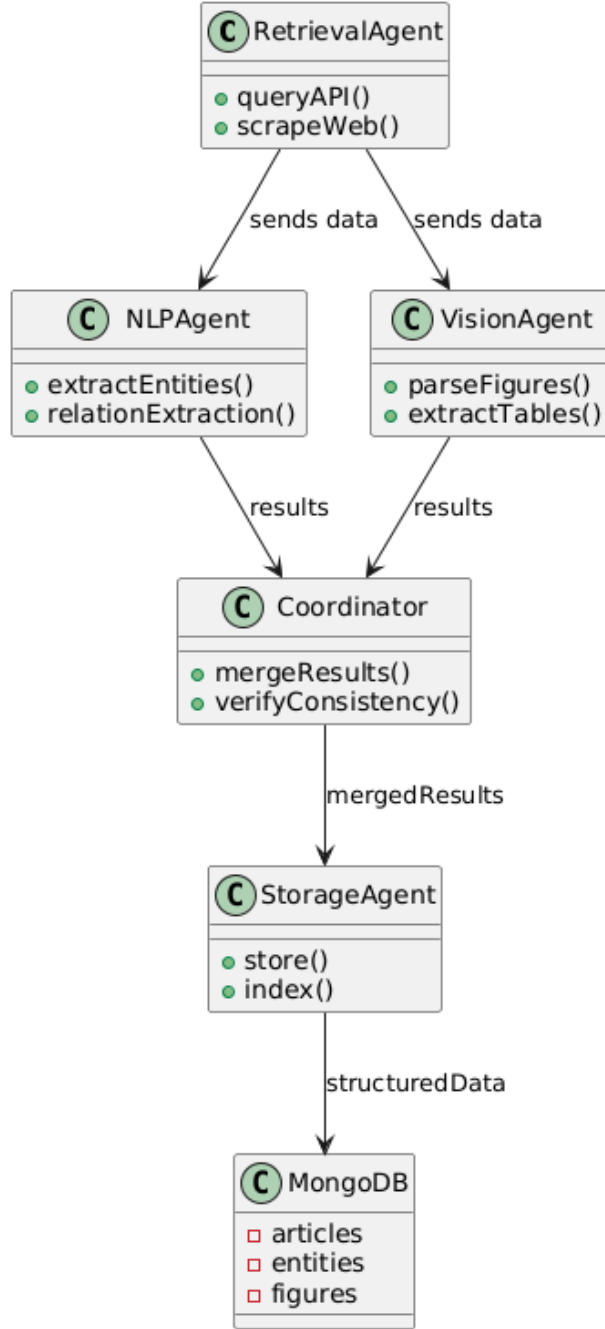 C RetrievalAgent
queryAPI()
scrapeWeb()
sends data
sends data
C NLPAgent
extractEntities()
relationExtraction()
C VisionAgent
parseFigures()
extractTables()
results
results
C Coordinator
mergeResults()
verifyConsistency()
mergedResults
C StorageAgent
store()
index()
structuredData
C MongoDB
articles
entities
figures